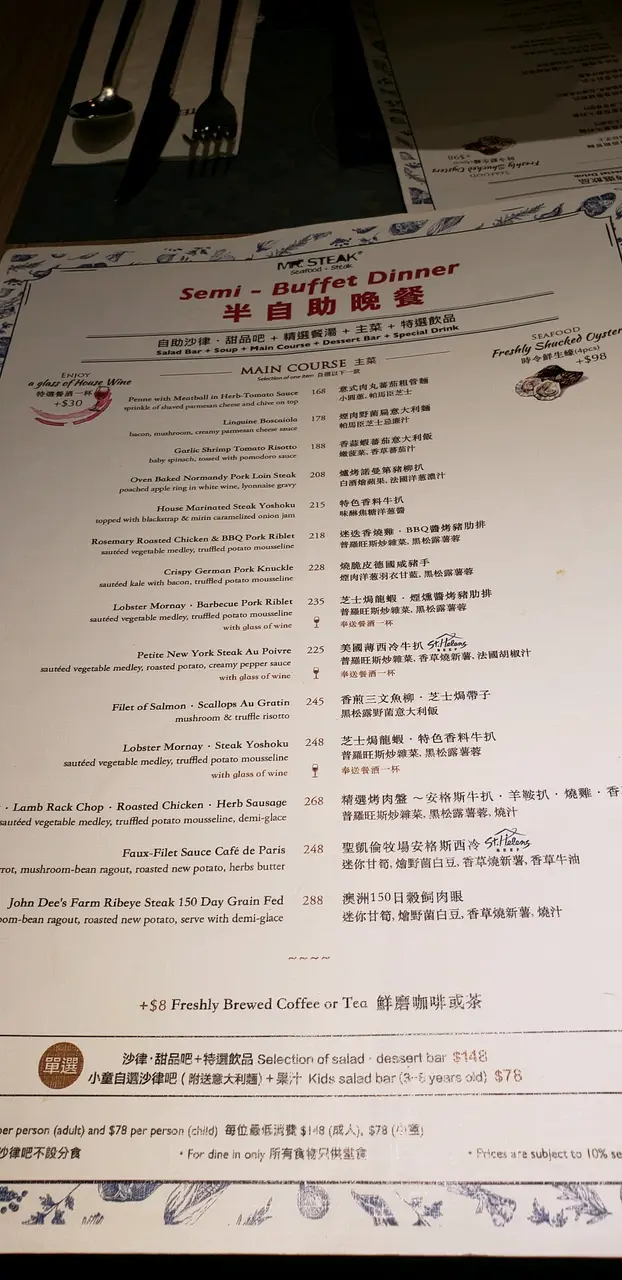 SEAFOOD
Freshly Shucked Oysters
+$98
MR. STEAK®
Seafood · Steak
Semi - Buffet Dinner
半自助晚餐
自助沙律 · 甜品吧 + 精選餐湯 + 主菜 + 特選飲品
Salad Bar + Soup + Main Course + Dessert Bar + Special Drink
ENJOY
a glass of House Wine
特選餐酒一杯
+$30
SEAFOOD
Freshly Shucked Oyster
時令鮮生蠔(4pcs)
+$98
MAIN COURSE 主菜
Selection of one item 自選以下一款
Penne with Meatball in Herb-Tomato Sauce 168 意式肉丸蕃茄粗管麵
sprinkle of shaved parmesan cheese and chive on top 小圓蔥, 帕馬臣芝士
Linguine Boscaiola 178 煙肉野菌扁意大利麵
bacon, mushroom, creamy parmesan cheese sauce 帕馬臣芝士忌廉汁
Garlic Shrimp Tomato Risotto 188 香蒜蝦蕃茄意大利飯
baby spinach, tossed with pomodoro sauce 嫩菠菜, 香草蕃茄汁
Oven Baked Normandy Pork Loin Steak 208 爐烤諾曼第豬柳扒
poached apple ring in white wine, lyonnaise gravy 白酒燴蘋果, 法國洋蔥濃汁
House Marinated Steak Yoshoku 215 特色香料牛扒
topped with blackstrap & mirin caramelized onion jam 味醂焦糖洋蔥醬
Rosemary Roasted Chicken & BBQ Pork Riblet 218 迷迭香燒雞 · BBQ醬烤豬肋排
sautéed vegetable medley, truffled potato mousseline 普羅旺斯炒雜菜, 黑松露薯蓉
Crispy German Pork Knuckle 228 燒脆皮德國咸豬手
sautéed kale with bacon, truffled potato mousseline 煙肉洋蔥羽衣甘藍, 黑松露薯蓉
Lobster Mornay · Barbecue Pork Riblet 235 芝士焗龍蝦 · 煙燻醬烤豬肋排
sautéed vegetable medley, truffled potato mousseline 普羅旺斯炒雜菜, 黑松露薯蓉
with glass of wine 奉送餐酒一杯
Petite New York Steak Au Poivre 225 美國薄西冷牛扒 St. Helens BEEF
sautéed vegetable medley, roasted potato, creamy pepper sauce 普羅旺斯炒雜菜, 香草燒新薯, 法國胡椒汁
with glass of wine 奉送餐酒一杯
Filet of Salmon · Scallops Au Gratin 245 香煎三文魚柳 · 芝士焗帶子
mushroom & truffle risotto 黑松露野菌意大利飯
Lobster Mornay · Steak Yoshoku 248 芝士焗龍蝦 · 特色香料牛扒
sautéed vegetable medley, truffled potato mousseline 普羅旺斯炒雜菜, 黑松露薯蓉
with glass of wine 奉送餐酒一杯
· Lamb Rack Chop · Roasted Chicken · Herb Sausage 268 精選烤肉盤 ～安格斯牛扒 · 羊鞍扒 · 燒雞 · 香
sautéed vegetable medley, truffled potato mousseline, demi-glace 普羅旺斯炒雜菜, 黑松露薯蓉, 燒汁
Faux-Filet Sauce Café de Paris 248 聖凱倫牧場安格斯西冷 St. Helens BEEF
rot, mushroom-bean ragout, roasted new potato, herbs butter 迷你甘筍, 燴野菌白豆, 香草燒新薯, 香草牛油
John Dee's Farm Ribeye Steak 150 Day Grain Fed 288 澳洲150日穀飼肉眼
oom-bean ragout, roasted new potato, serve with demi-glace 迷你甘筍, 燴野菌白豆, 香草燒新薯, 燒汁
~~~~
+$8 Freshly Brewed Coffee or Tea 鮮磨咖啡或茶
單選
沙律 · 甜品吧+特選飲品 Selection of salad · dessert bar $148
小童自選沙律吧 ( 附送意大利麵 ) + 果汁 Kids salad bar (3-8 years old) $78
per person (adult) and $78 per person (child) 每位最低消費 $148 (成人), $78 (小童)
沙律吧不設分食 • For dine in only 所有食物只供堂食 • Prices are subject to 10% se